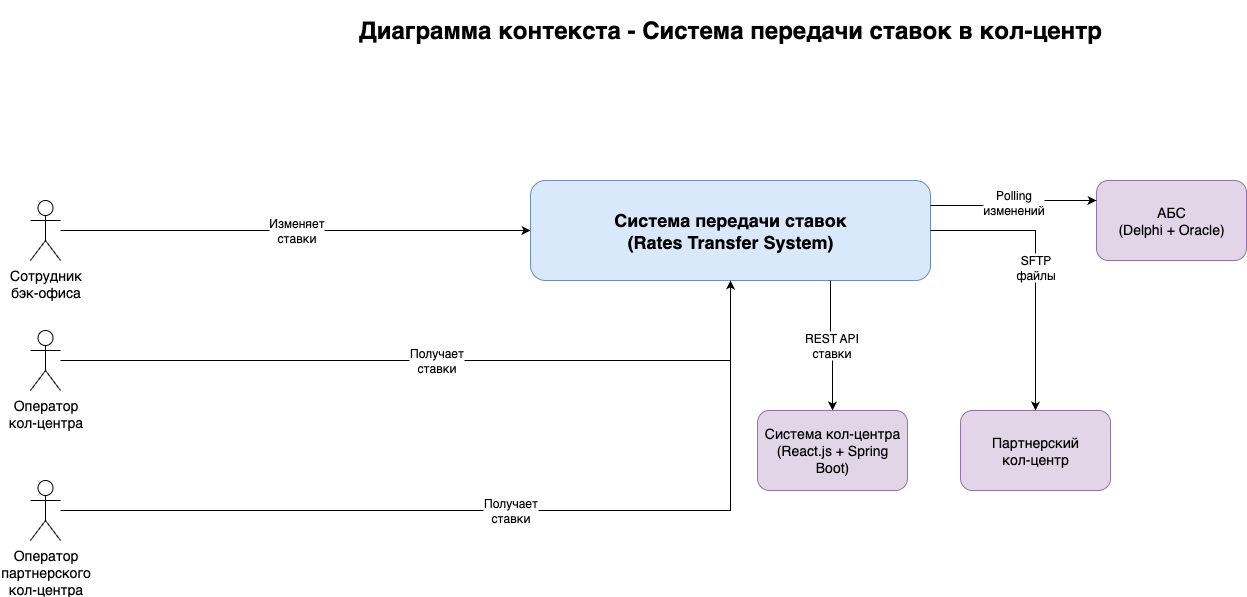 Диаграмма контекста - Система передачи ставок в кол-центр
Сотрудник
бэк-офиса
Изменяет
ставки
Система передачи ставок
(Rates Transfer System)
Polling
изменений
АБС
(Delphi + Oracle)
SFTP
файлы
Оператор
кол-центра
Получает
ставки
REST API
ставки
Система кол-центра
(React.js + Spring
Boot)
Партнерский
кол-центр
Оператор
партнерского
кол-центра
Получает
ставки